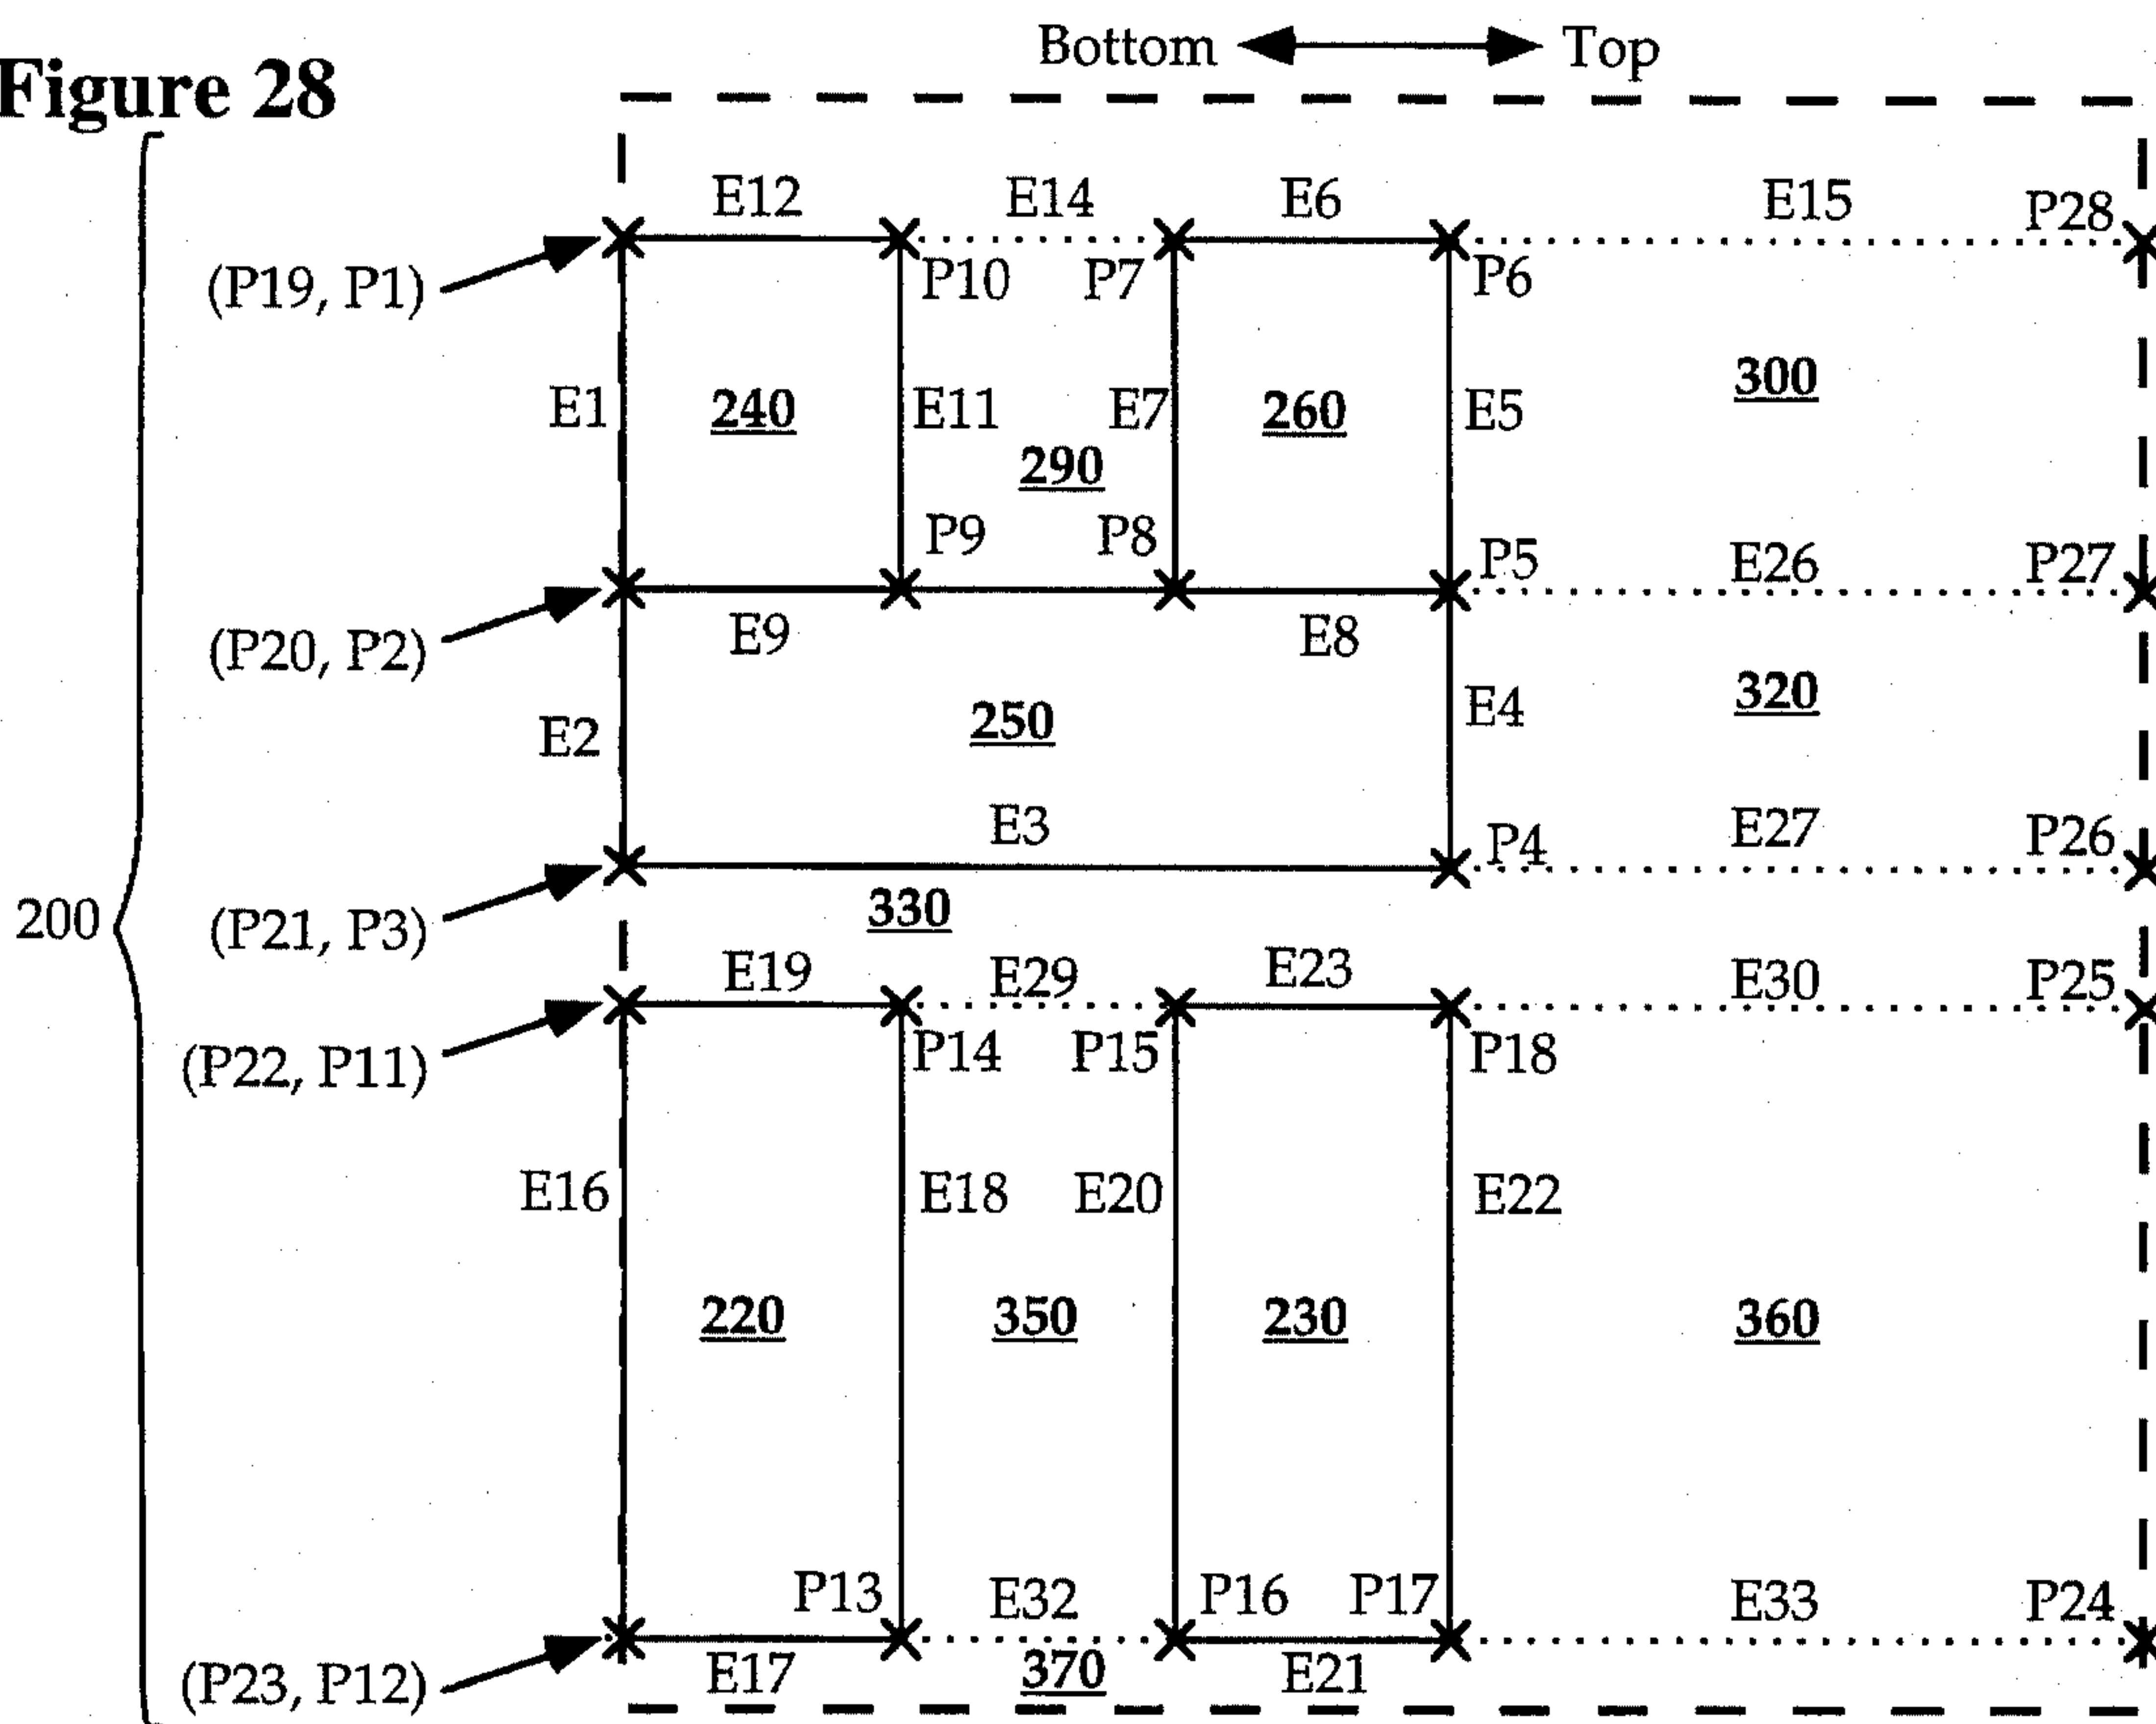 Bottom Top
Figure 28
E12 E14 E6 E15 P28
(P19, P1) P10 P7 P6
300
E1 240 E11 E7 260 E5
290
P9 P8 P5 E26 P27
(P20, P2) E9 E8
320
E2 250 E4
E3 P4 E27 P26
200 (P21, P3) 330
E19 E29 E23 E30 P25
(P22, P11) P14 P15 P18
E16 E18 E20 E22
220 350 230 360
P13 E32 P16 P17 E33 P24
(P23, P12) E17 370 E21